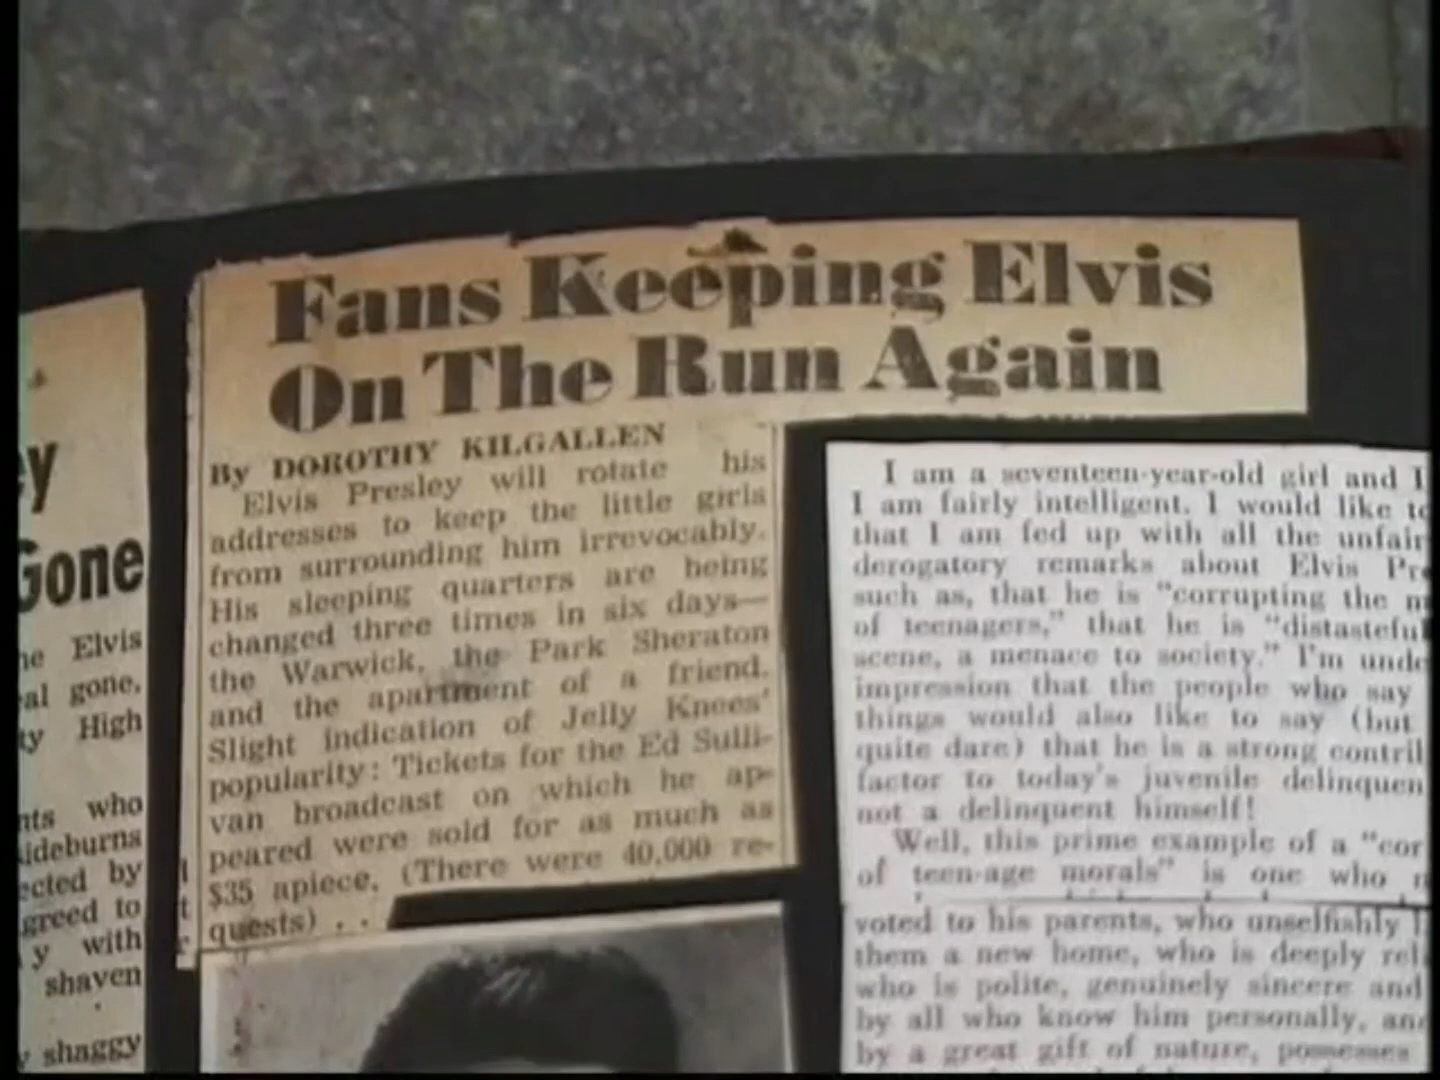 Fans Keeping Elvis
On The Run Again
By DOROTHY KILGALLEN
Elvis Presley will rotate his
addresses to keep the little girls
from surrounding him irrevocably.
His sleeping quarters are being
changed three times in six days—
the Warwick, the Park Sheraton
and the apartment of a friend.
Slight indication of Jelly Knees'
popularity: Tickets for the Ed Sulli-
van broadcast on which he ap-
peared were sold for as much as
$35 apiece. (There were 40,000 re-
quests) . .
y
Gone
Elvis
gone,
High
who
sideburns
by
to
with
shaven
shaggy
I am a seventeen-year-old girl and I
I am fairly intelligent. I would like to
that I am fed up with all the unfair
derogatory remarks about Elvis Pre
such as, that he is "corrupting the m
of teenagers," that he is "distasteful
scene, a menace to society." I'm unde
impression that the people who say
things would also like to say (but
quite dare) that he is a strong contrib
factor to today's juvenile delinquen
not a delinquent himself!
Well, this prime example of a "cor
of teen-age morals" is one who
voted to his parents, who unselfishly
them a new home, who is deeply rel
who is polite, genuinely sincere and
by all who know him personally, and
by a great gift of nature, possesses